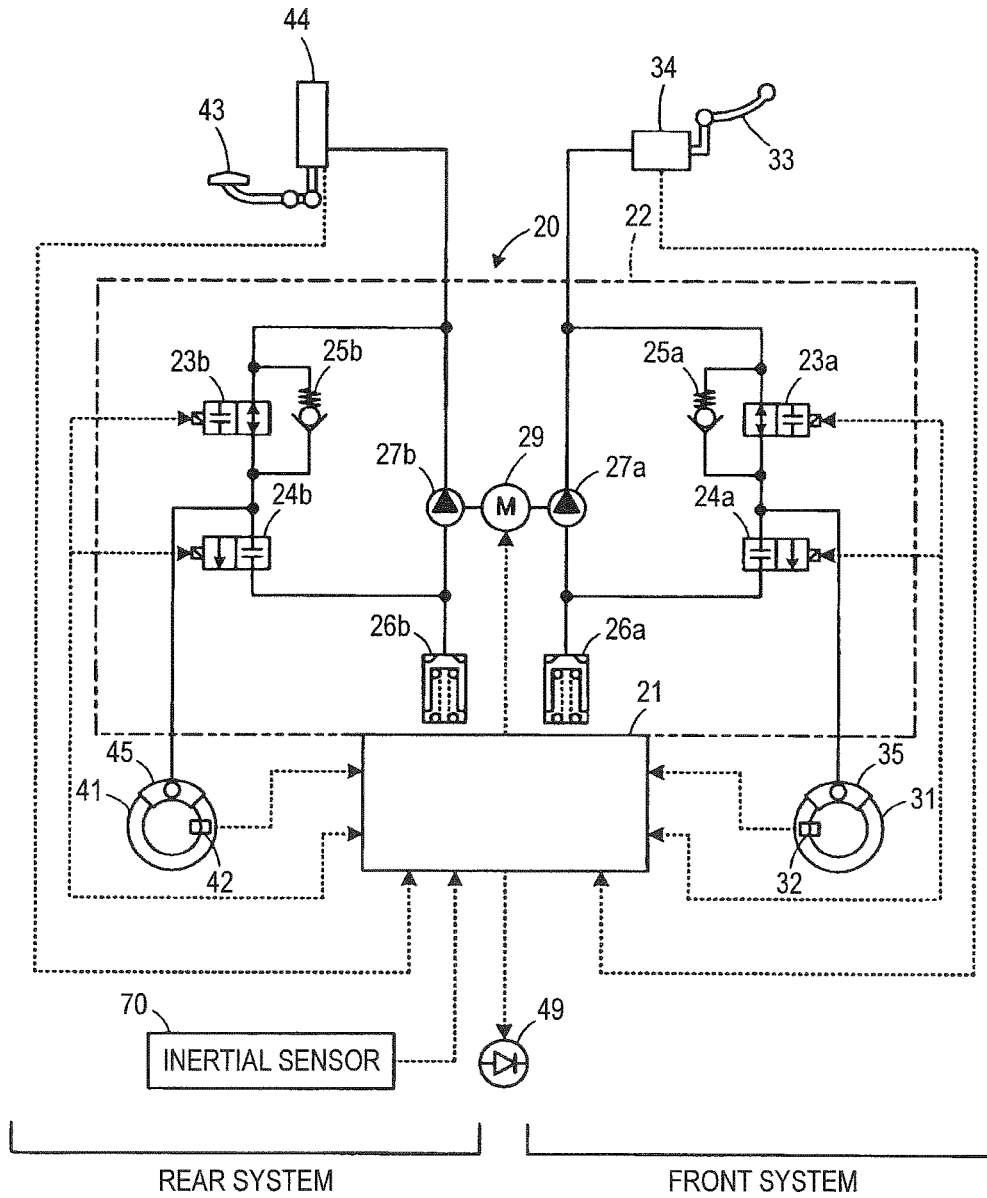 44
34
43
33
20
22
25b
25a
23b
23a
29
27b
27a
24b
24a
M
26b
26a
21
45
35
41
31
42
32
70
49
INERTIAL SENSOR
REAR SYSTEM
FRONT SYSTEM